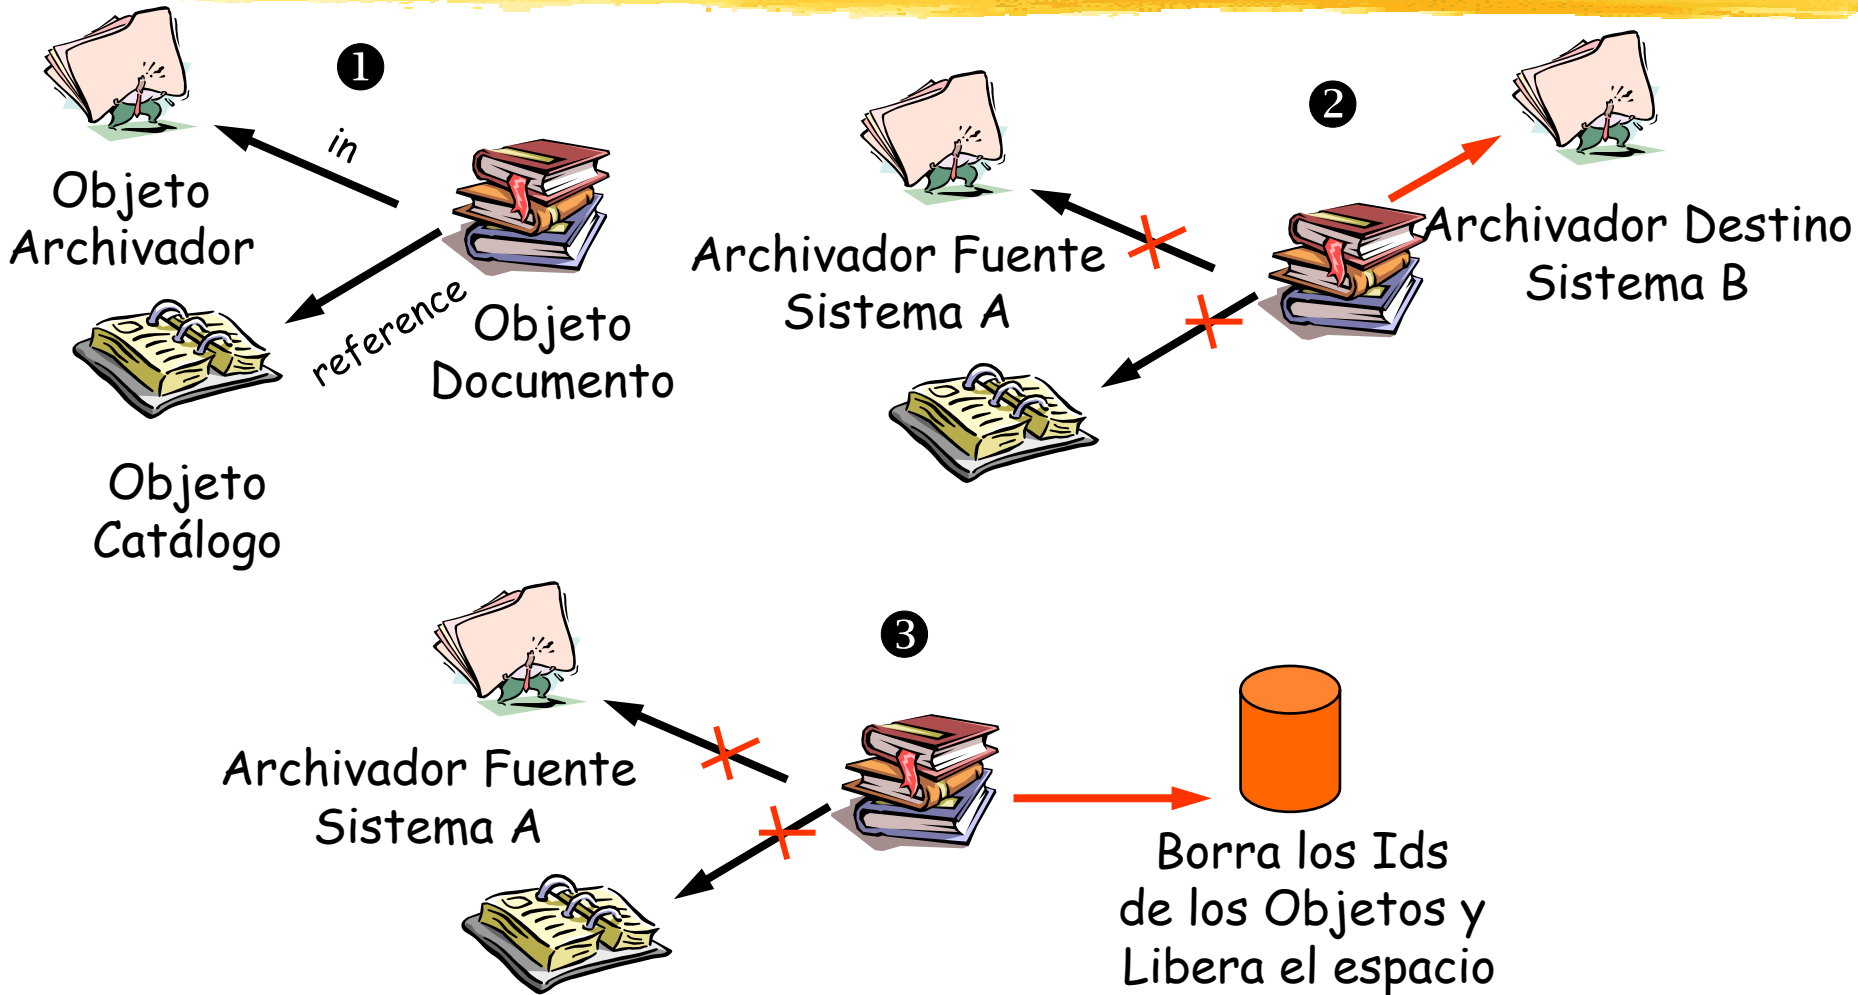 ❶
in
Objeto
Archivador
reference
Objeto
Documento
Objeto
Catálogo
❷
Archivador Fuente
Sistema A
Archivador Destino
Sistema B
❸
Archivador Fuente
Sistema A
Borra los Ids
de los Objetos y
Libera el espacio